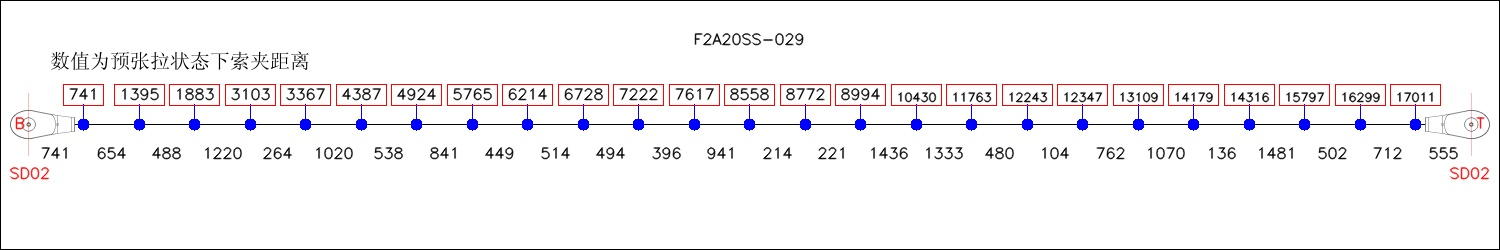 F2A20SS-029
数值为预张拉状态下索夹距离
741 1395 1883 3103 3367 4387 4924 5765 6214 6728 7222 7617 8558 8772 8994 10430 11763 12243 12347 13109 14179 14316 15797 16299 17011
B T
741 654 488 1220 264 1020 538 841 449 514 494 396 941 214 221 1436 1333 480 104 762 1070 136 1481 502 712 555
SD02 SD02